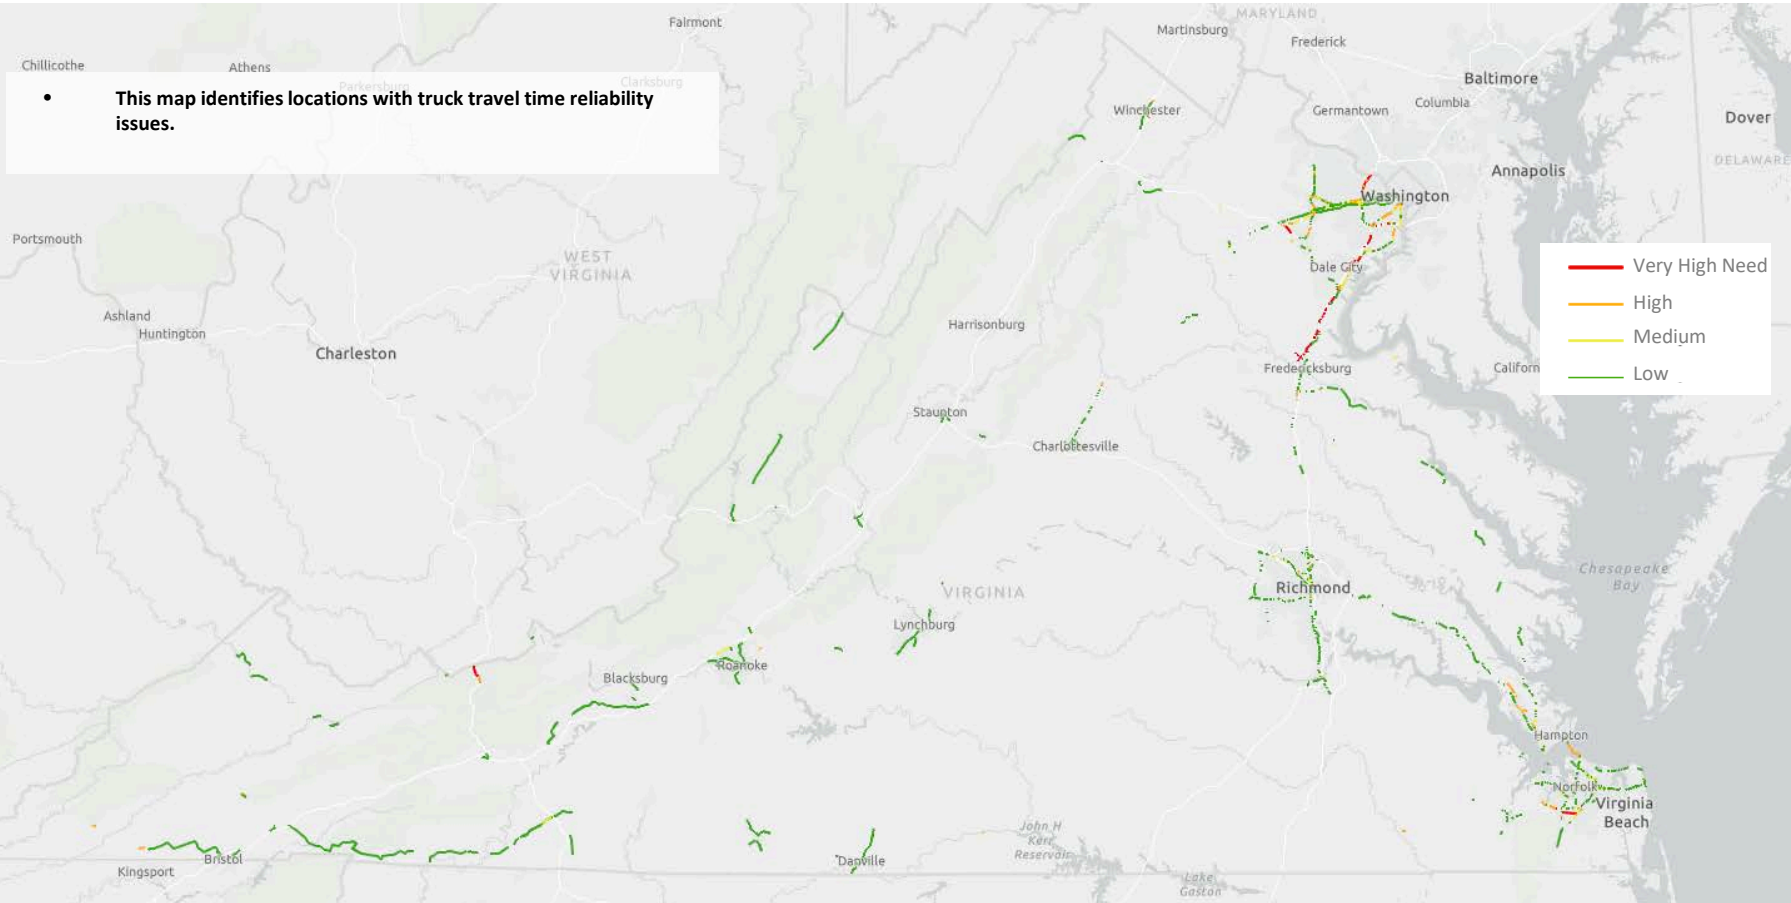 Fairmont
Martinsburg
MARYLAND
Frederick
Chillicothe
Athens
Parkersburg
Clarksburg
Baltimore
Winchester
Germantown
Columbia
Dover
• This map identifies locations with truck travel time reliability
issues.
DELAWARE
Annapolis
Washington
Portsmouth
WEST
VIRGINIA
Dale City
Very High Need
High
Medium
Low
Ashland
Huntington
Charleston
Harrisonburg
Fredericksburg
Californ
Staunton
Charlottesville
Chesapeake
Bay
Richmond
VIRGINIA
Lynchburg
Roanoke
Blacksburg
Hampton
Norfolk
Virginia
Beach
John H
Kerr
Reservoir
Bristol
Kingsport
Danville
Lake
Gaston